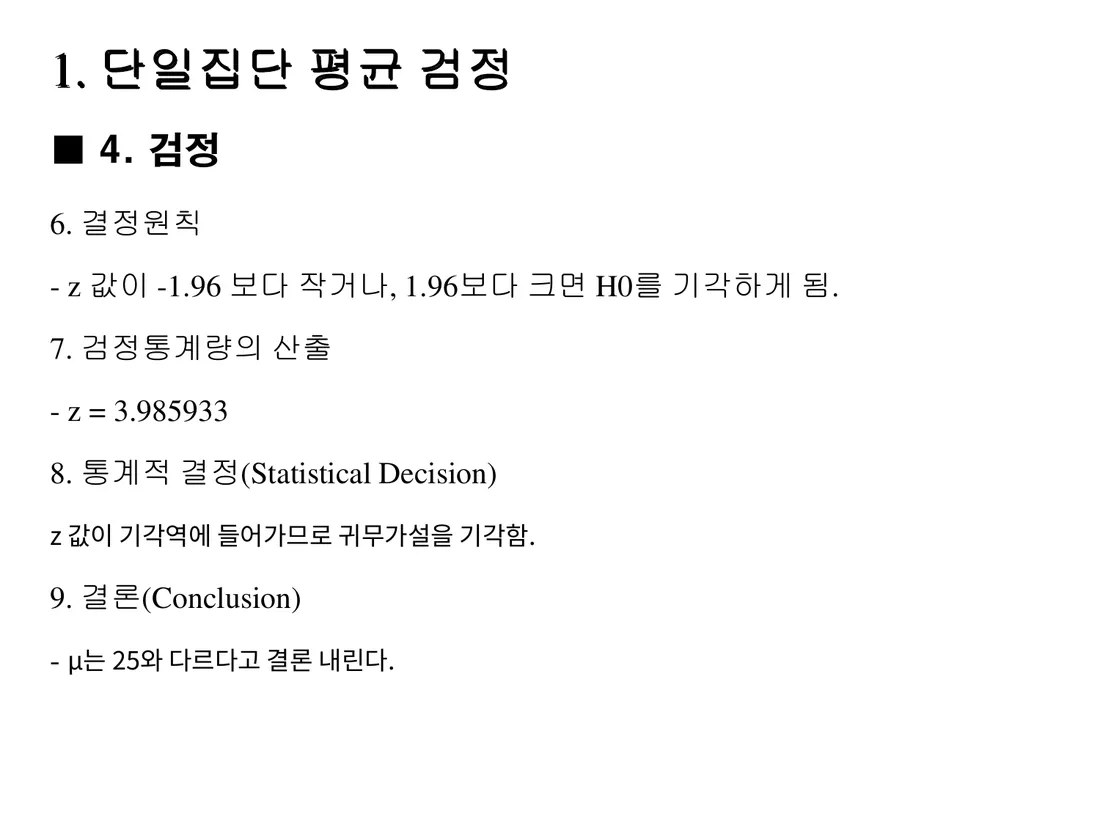 1. 단일집단 평균 검정
■ 4. 검정
6. 결정원칙
- z 값이 -1.96 보다 작거나, 1.96보다 크면 H0를 기각하게 됨.
7. 검정통계량의 산출
- z = 3.985933
8. 통계적 결정(Statistical Decision)
z 값이 기각역에 들어가므로 귀무가설을 기각함.
9. 결론(Conclusion)
- μ는 25와 다르다고 결론 내린다.